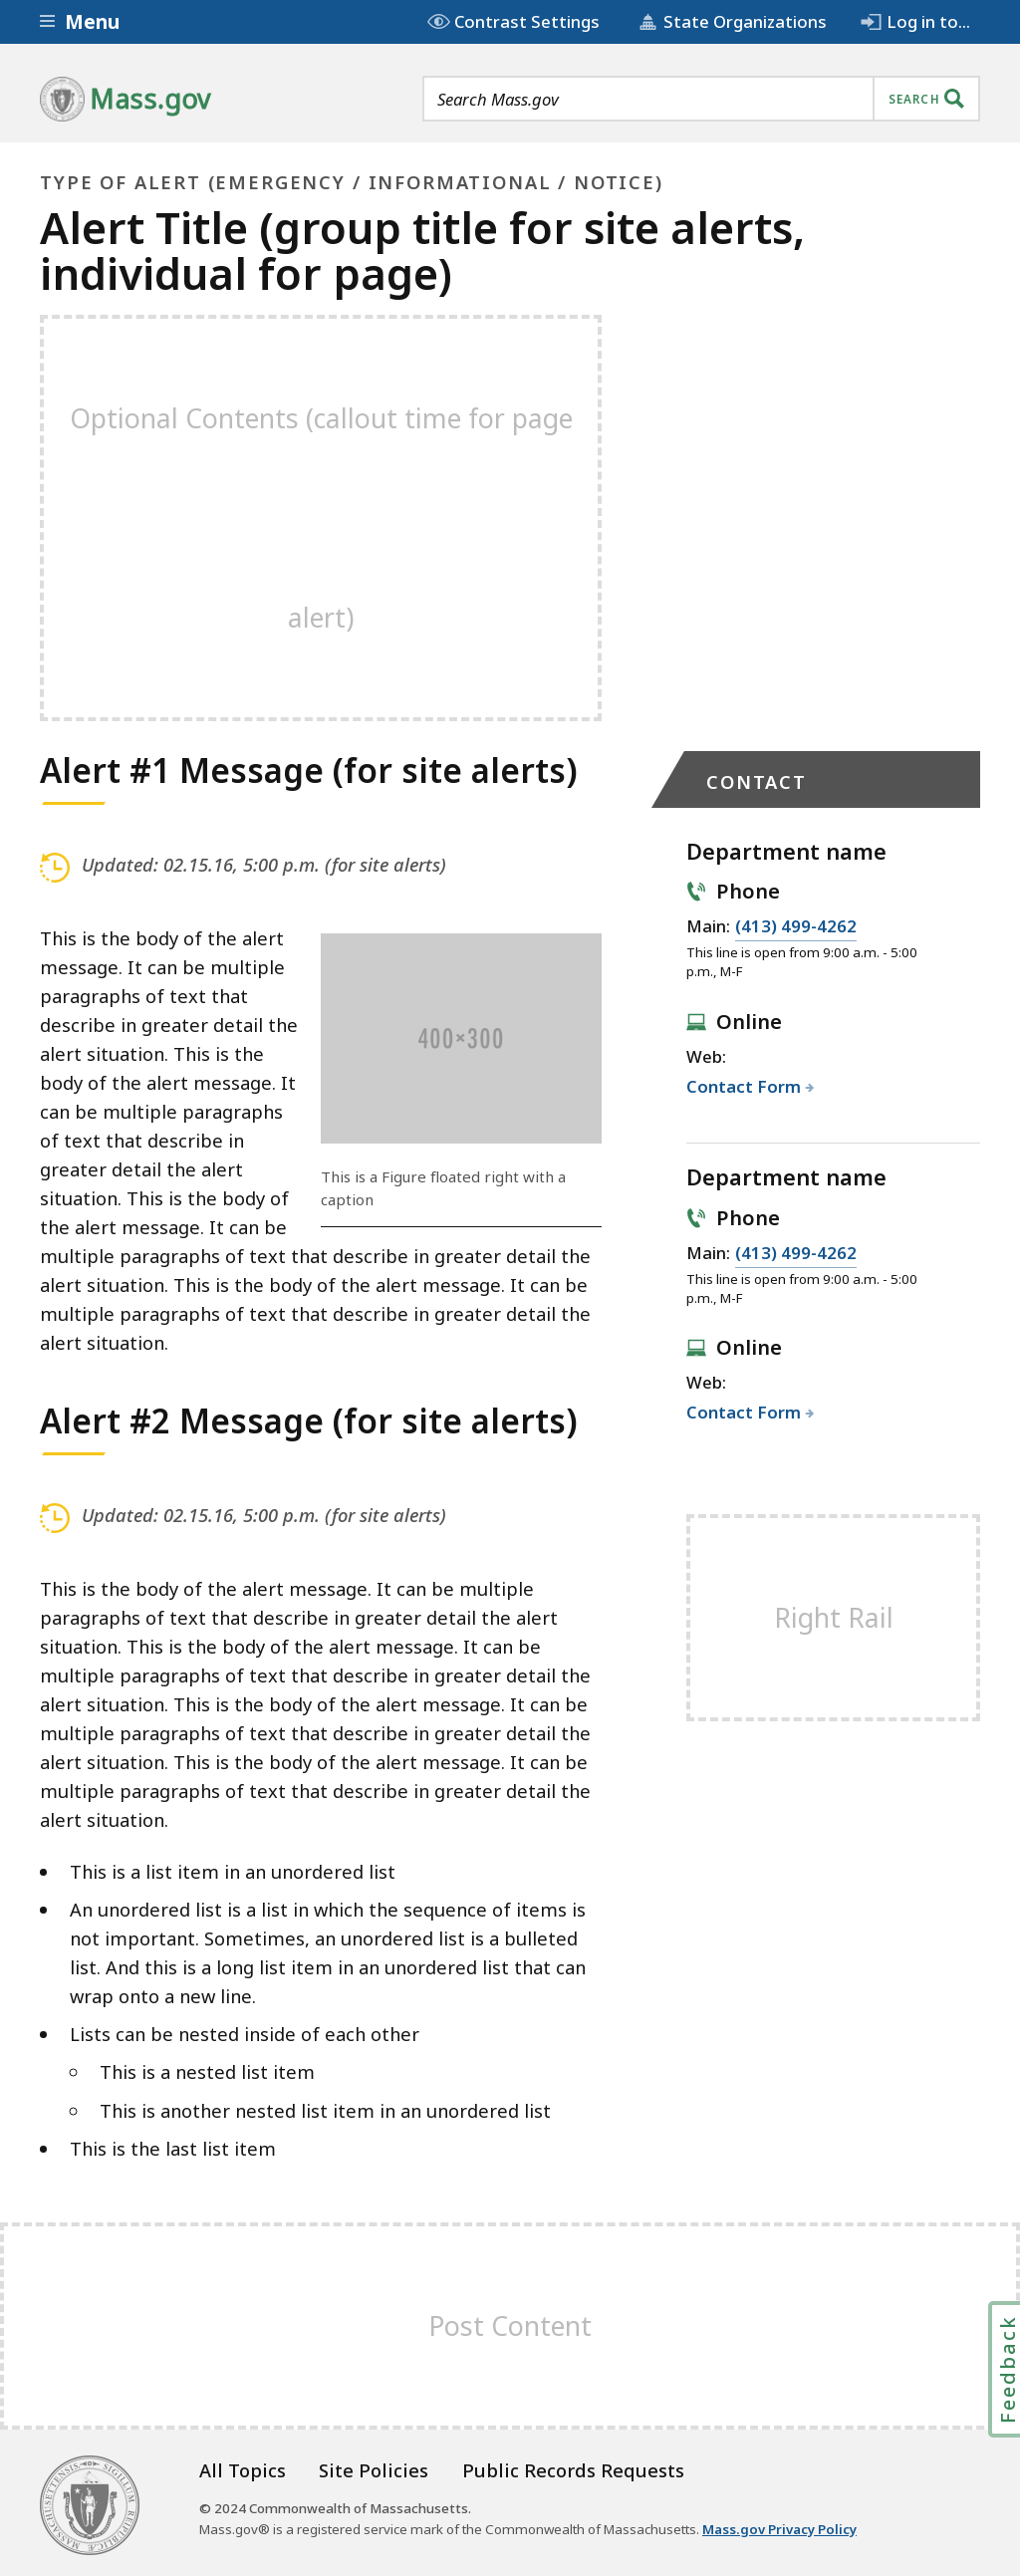 Menu
Contrast Settings
State Organizations
Log in to...
Mass.gov
Search Mass.gov
SEARCH
TYPE OF ALERT (EMERGENCY / INFORMATIONAL / NOTICE)
Alert Title (group title for site alerts,
individual for page)
Optional Contents (callout time for page
alert)
Alert #1 Message (for site alerts)
Updated: 02.15.16, 5:00 p.m. (for site alerts)
This is the body of the alert
message. It can be multiple
paragraphs of text that
describe in greater detail the
alert situation. This is the
body of the alert message. It
can be multiple paragraphs
of text that describe in
greater detail the alert
situation. This is the body of
the alert message. It can be
multiple paragraphs of text that describe in greater detail the
alert situation. This is the body of the alert message. It can be
multiple paragraphs of text that describe in greater detail the
alert situation.
400×300
This is a Figure floated right with a
caption
Alert #2 Message (for site alerts)
Updated: 02.15.16, 5:00 p.m. (for site alerts)
This is the body of the alert message. It can be multiple
paragraphs of text that describe in greater detail the alert
situation. This is the body of the alert message. It can be
multiple paragraphs of text that describe in greater detail the
alert situation. This is the body of the alert message. It can be
multiple paragraphs of text that describe in greater detail the
alert situation. This is the body of the alert message. It can be
multiple paragraphs of text that describe in greater detail the
alert situation.
This is a list item in an unordered list
An unordered list is a list in which the sequence of items is
not important. Sometimes, an unordered list is a bulleted
list. And this is a long list item in an unordered list that can
wrap onto a new line.
Lists can be nested inside of each other
This is a nested list item
This is another nested list item in an unordered list
This is the last list item
CONTACT
Department name
Phone
Main: (413) 499-4262
This line is open from 9:00 a.m. - 5:00
p.m., M-F
Online
Web:
Contact Form
Department name
Phone
Main: (413) 499-4262
This line is open from 9:00 a.m. - 5:00
p.m., M-F
Online
Web:
Contact Form
Right Rail
Post Content
Feedback
All Topics
Site Policies
Public Records Requests
© 2024 Commonwealth of Massachusetts.
Mass.gov® is a registered service mark of the Commonwealth of Massachusetts. Mass.gov Privacy Policy